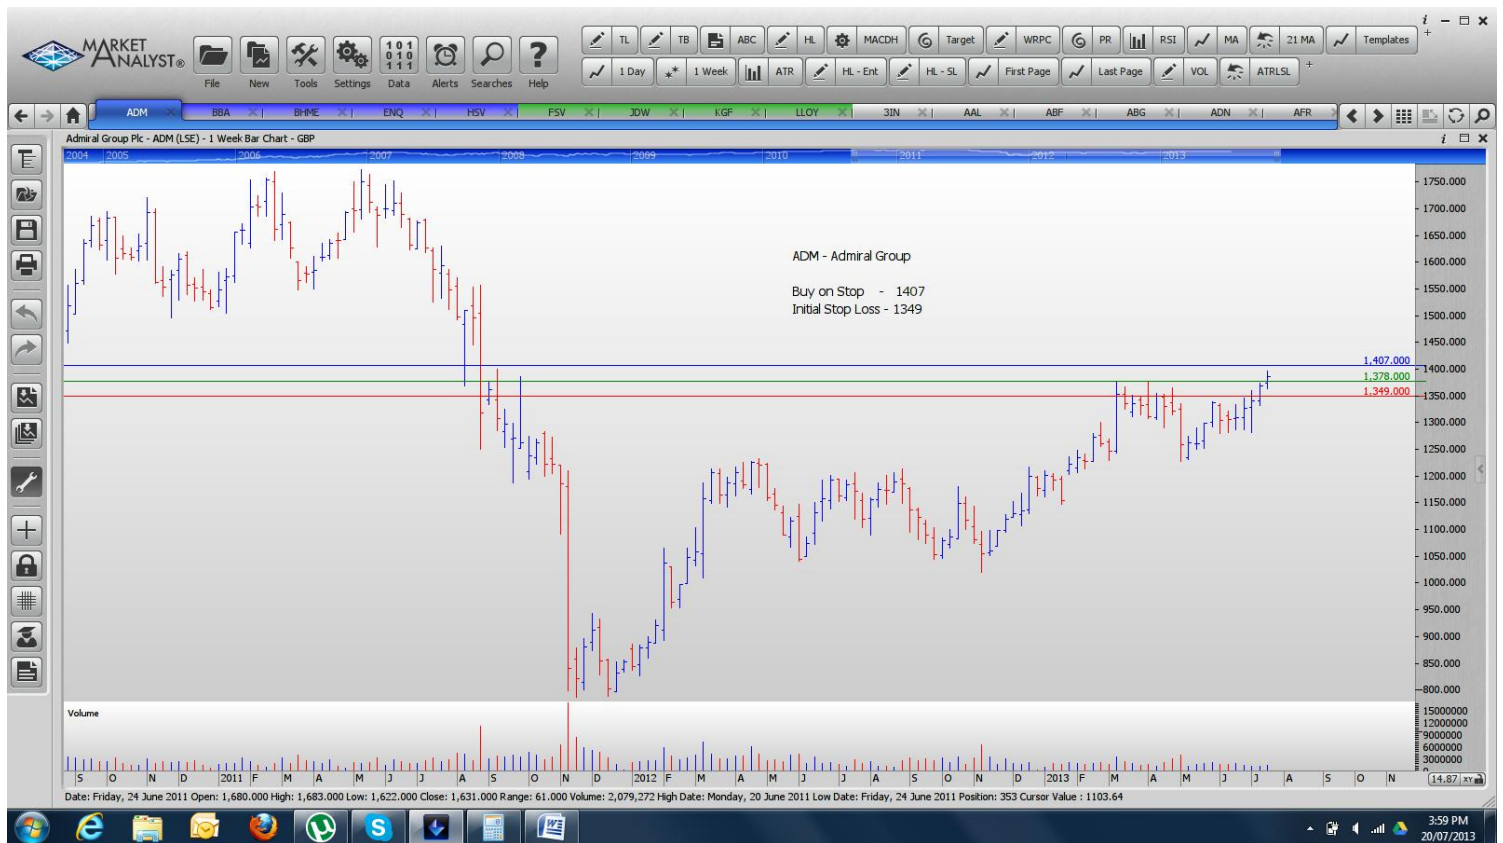 MARKET
ANALYST®
File New Tools Settings Data Alerts Searches Help
TL TB ABC HL MACDH Target WRPC PR RSI MA 21 MA Templates
1 Day 1 Week ATR HL - Ent HL - SL First Page Last Page VOL ATRLSL
ADM BBA BHME ENQ HSV FSV JDW KGF LLOY 3IN AAL ABF ABG ADN AFR
Admiral Group Plc - ADM (LSE) - 1 Week Bar Chart - GBP
2004 2005 2006 2007 2008 2009 2010 2011 2012 2013
1750.000
1700.000
1650.000
ADM - Admiral Group
1600.000
Buy on Stop - 1407
1550.000
Initial Stop Loss - 1349
1500.000
1450.000
1,407.000
1400.000
1,378.000
1,349.000
1350.000
1300.000
1250.000
1200.000
1150.000
1100.000
1050.000
1000.000
950.000
900.000
850.000
800.000
Volume
15000000
12000000
9000000
6000000
3000000
S O N D 2011 F M A M J J A S O N D 2012 F M A M J J A S O N D 2013 F M A M J J A S O N 14.87 XY
Date: Friday, 24 June 2011 Open: 1,680.000 High: 1,683.000 Low: 1,622.000 Close: 1,631.000 Range: 61.000 Volume: 2,079,272 High Date: Monday, 20 June 2011 Low Date: Friday, 24 June 2011 Position: 353 Cursor Value : 1103.64
3:59 PM
20/07/2013